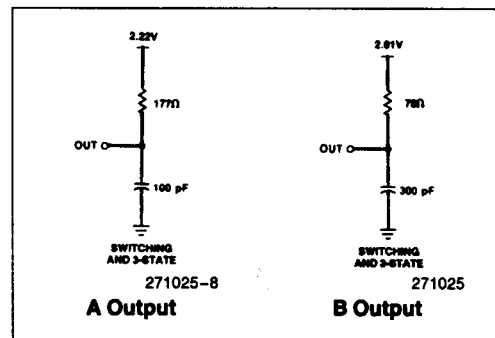 2.22V
177Ω
OUT
100 pF
SWITCHING
AND 3-STATE
271025-8
A Output
2.01V
78Ω
OUT
300 pF
SWITCHING
AND 3-STATE
271025
B Output